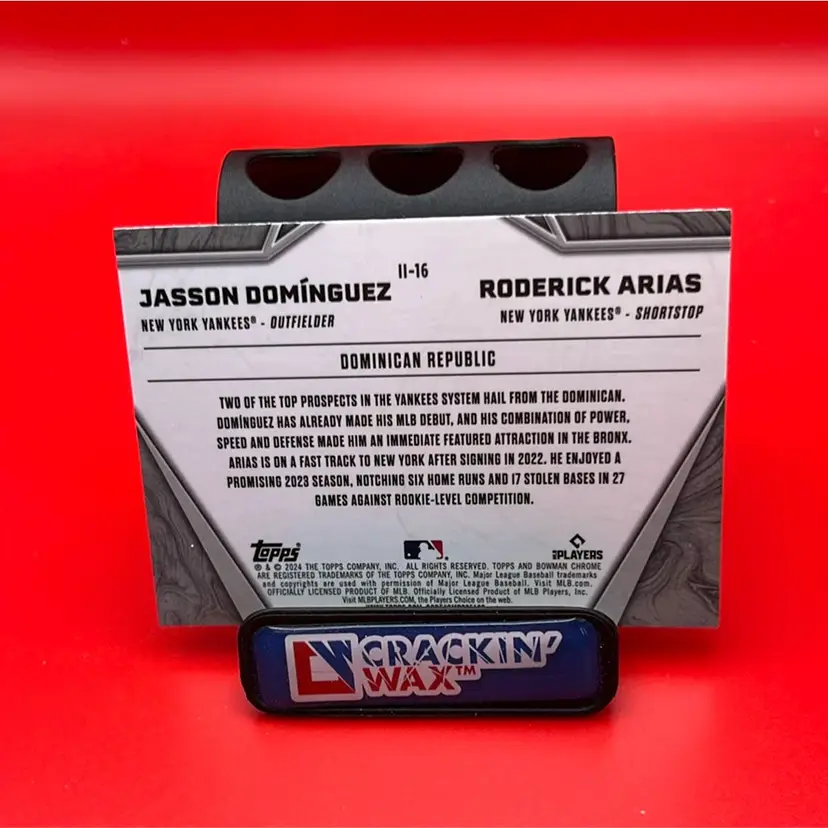 II-16
JASSON DOMÍNGUEZ
NEW YORK YANKEES® - OUTFIELDER
RODERICK ARIAS
NEW YORK YANKEES® - SHORTSTOP
DOMINICAN REPUBLIC
TWO OF THE TOP PROSPECTS IN THE YANKEES SYSTEM HAIL FROM THE DOMINICAN.
DOMÍNGUEZ HAS ALREADY MADE HIS MLB DEBUT, AND HIS COMBINATION OF POWER,
SPEED AND DEFENSE MADE HIM AN IMMEDIATE FEATURED ATTRACTION IN THE BRONX.
ARIAS IS ON A FAST TRACK TO NEW YORK AFTER SIGNING IN 2022. HE ENJOYED A
PROMISING 2023 SEASON, NOTCHING SIX HOME RUNS AND 17 STOLEN BASES IN 27
GAMES AGAINST ROOKIE-LEVEL COMPETITION.
Topps®
PLAYERS
® & © 2024 THE TOPPS COMPANY, INC. ALL RIGHTS RESERVED. TOPPS AND BOWMAN CHROME
ARE REGISTERED TRADEMARKS OF THE TOPPS COMPANY, INC. Major League Baseball trademarks
and copyrights are used with permission of Major League Baseball. Visit MLB.com.
OFFICIALLY LICENSED PRODUCT OF MLB. Officially Licensed Product of MLB Players, Inc.
Visit MLBPLAYERS.COM, the Players Choice on the web.
CW CRACKIN'
WAX™